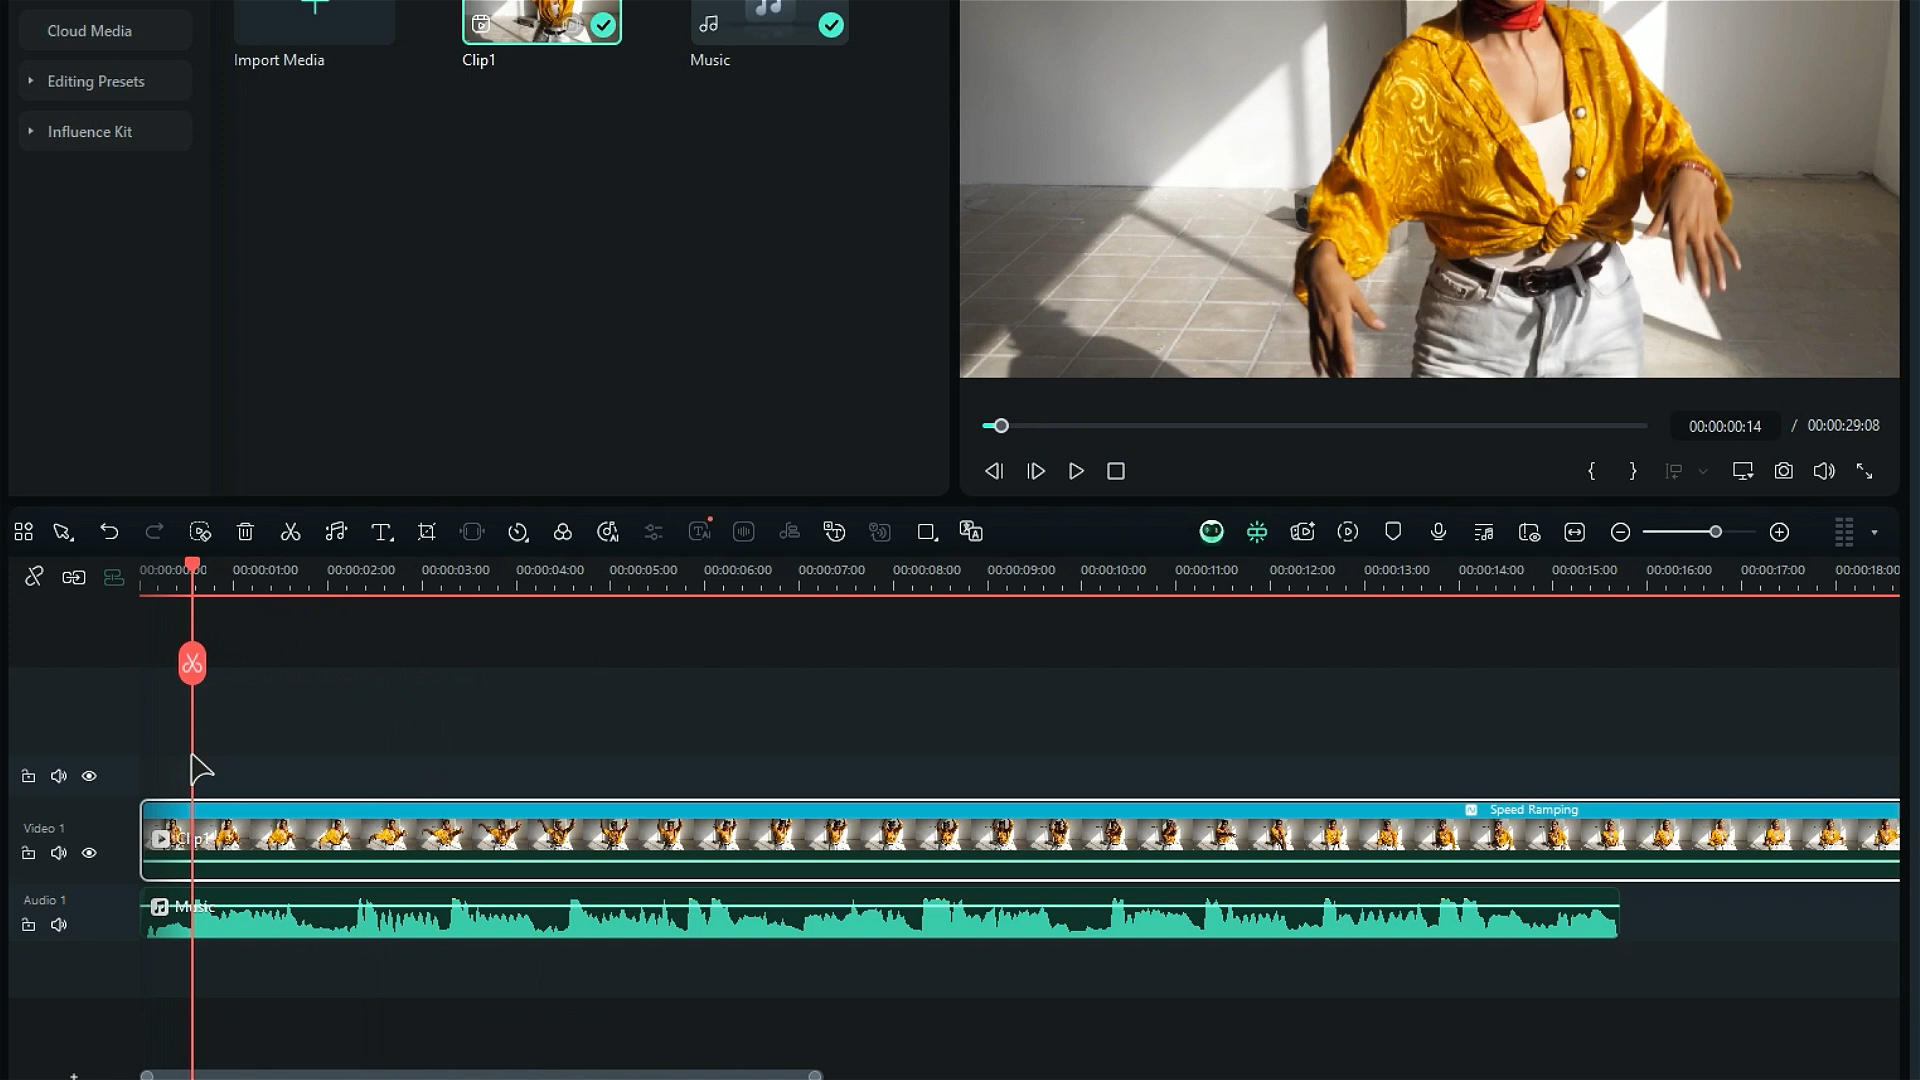 Cloud Media
Editing Presets
Influence Kit
Import Media
Clip1
Music
00:00:00:14 / 00:00:29:08
00:00:00:00 00:00:01:00 00:00:02:00 00:00:03:00 00:00:04:00 00:00:05:00 00:00:06:00 00:00:07:00 00:00:08:00 00:00:09:00 00:00:10:00 00:00:11:00 00:00:12:00 00:00:13:00 00:00:14:00 00:00:15:00 00:00:16:00 00:00:17:00 00:00:18:00
Speed Ramping
Video 1
Clip1
Audio 1
Music